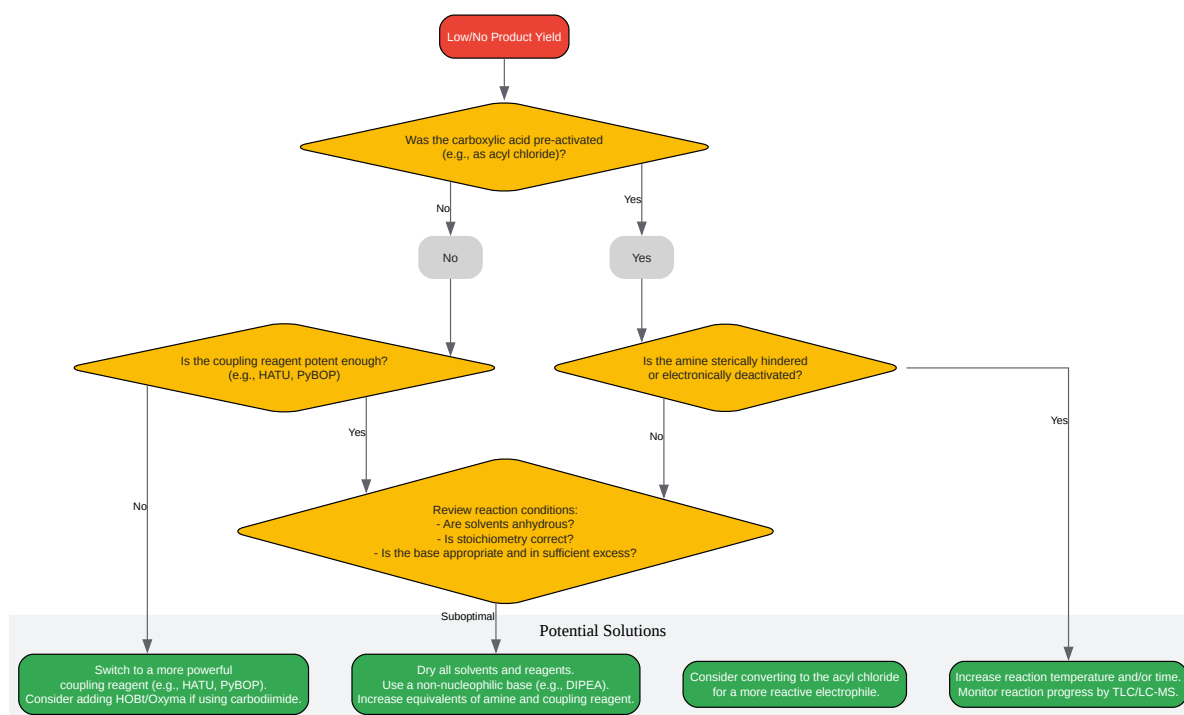 Low/No Product Yield
Was the carboxylic acid pre-activated
(e.g., as acyl chloride)?
No
Yes
No
Yes
Is the coupling reagent potent enough?
(e.g., HATU, PyBOP)
Is the amine sterically hindered
or electronically deactivated?
Yes
Yes
No
No
Review reaction conditions:
- Are solvents anhydrous?
- Is stoichiometry correct?
- Is the base appropriate and in sufficient excess?
Suboptimal
Potential Solutions
Switch to a more powerful
coupling reagent (e.g., HATU, PyBOP).
Consider adding HOBt/Oxyma if using carbodiimide.
Dry all solvents and reagents.
Use a non-nucleophilic base (e.g., DIPEA).
Increase equivalents of amine and coupling reagent.
Consider converting to the acyl chloride
for a more reactive electrophile.
Increase reaction temperature and/or time.
Monitor reaction progress by TLC/LC-MS.